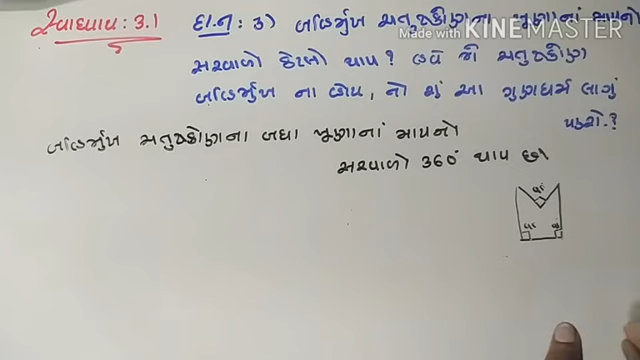 સ્વાધ્યાય : 3.1
દા.ન : 3) બહિર્મુખ ચતુષ્કોણના ખૂણાનાં માપનો
Made With KINEMASTER
સરવાળો કેટલો થાય? જો ચતુષ્કોણ
બહિર્મુખ ના હોય, તો શું આ ગુણધર્મ લાગું
પડશે.?
બહિર્મુખ ચતુષ્કોણના બધા ખૂણાનાં માપનો
સરવાળો 360° થાય છે